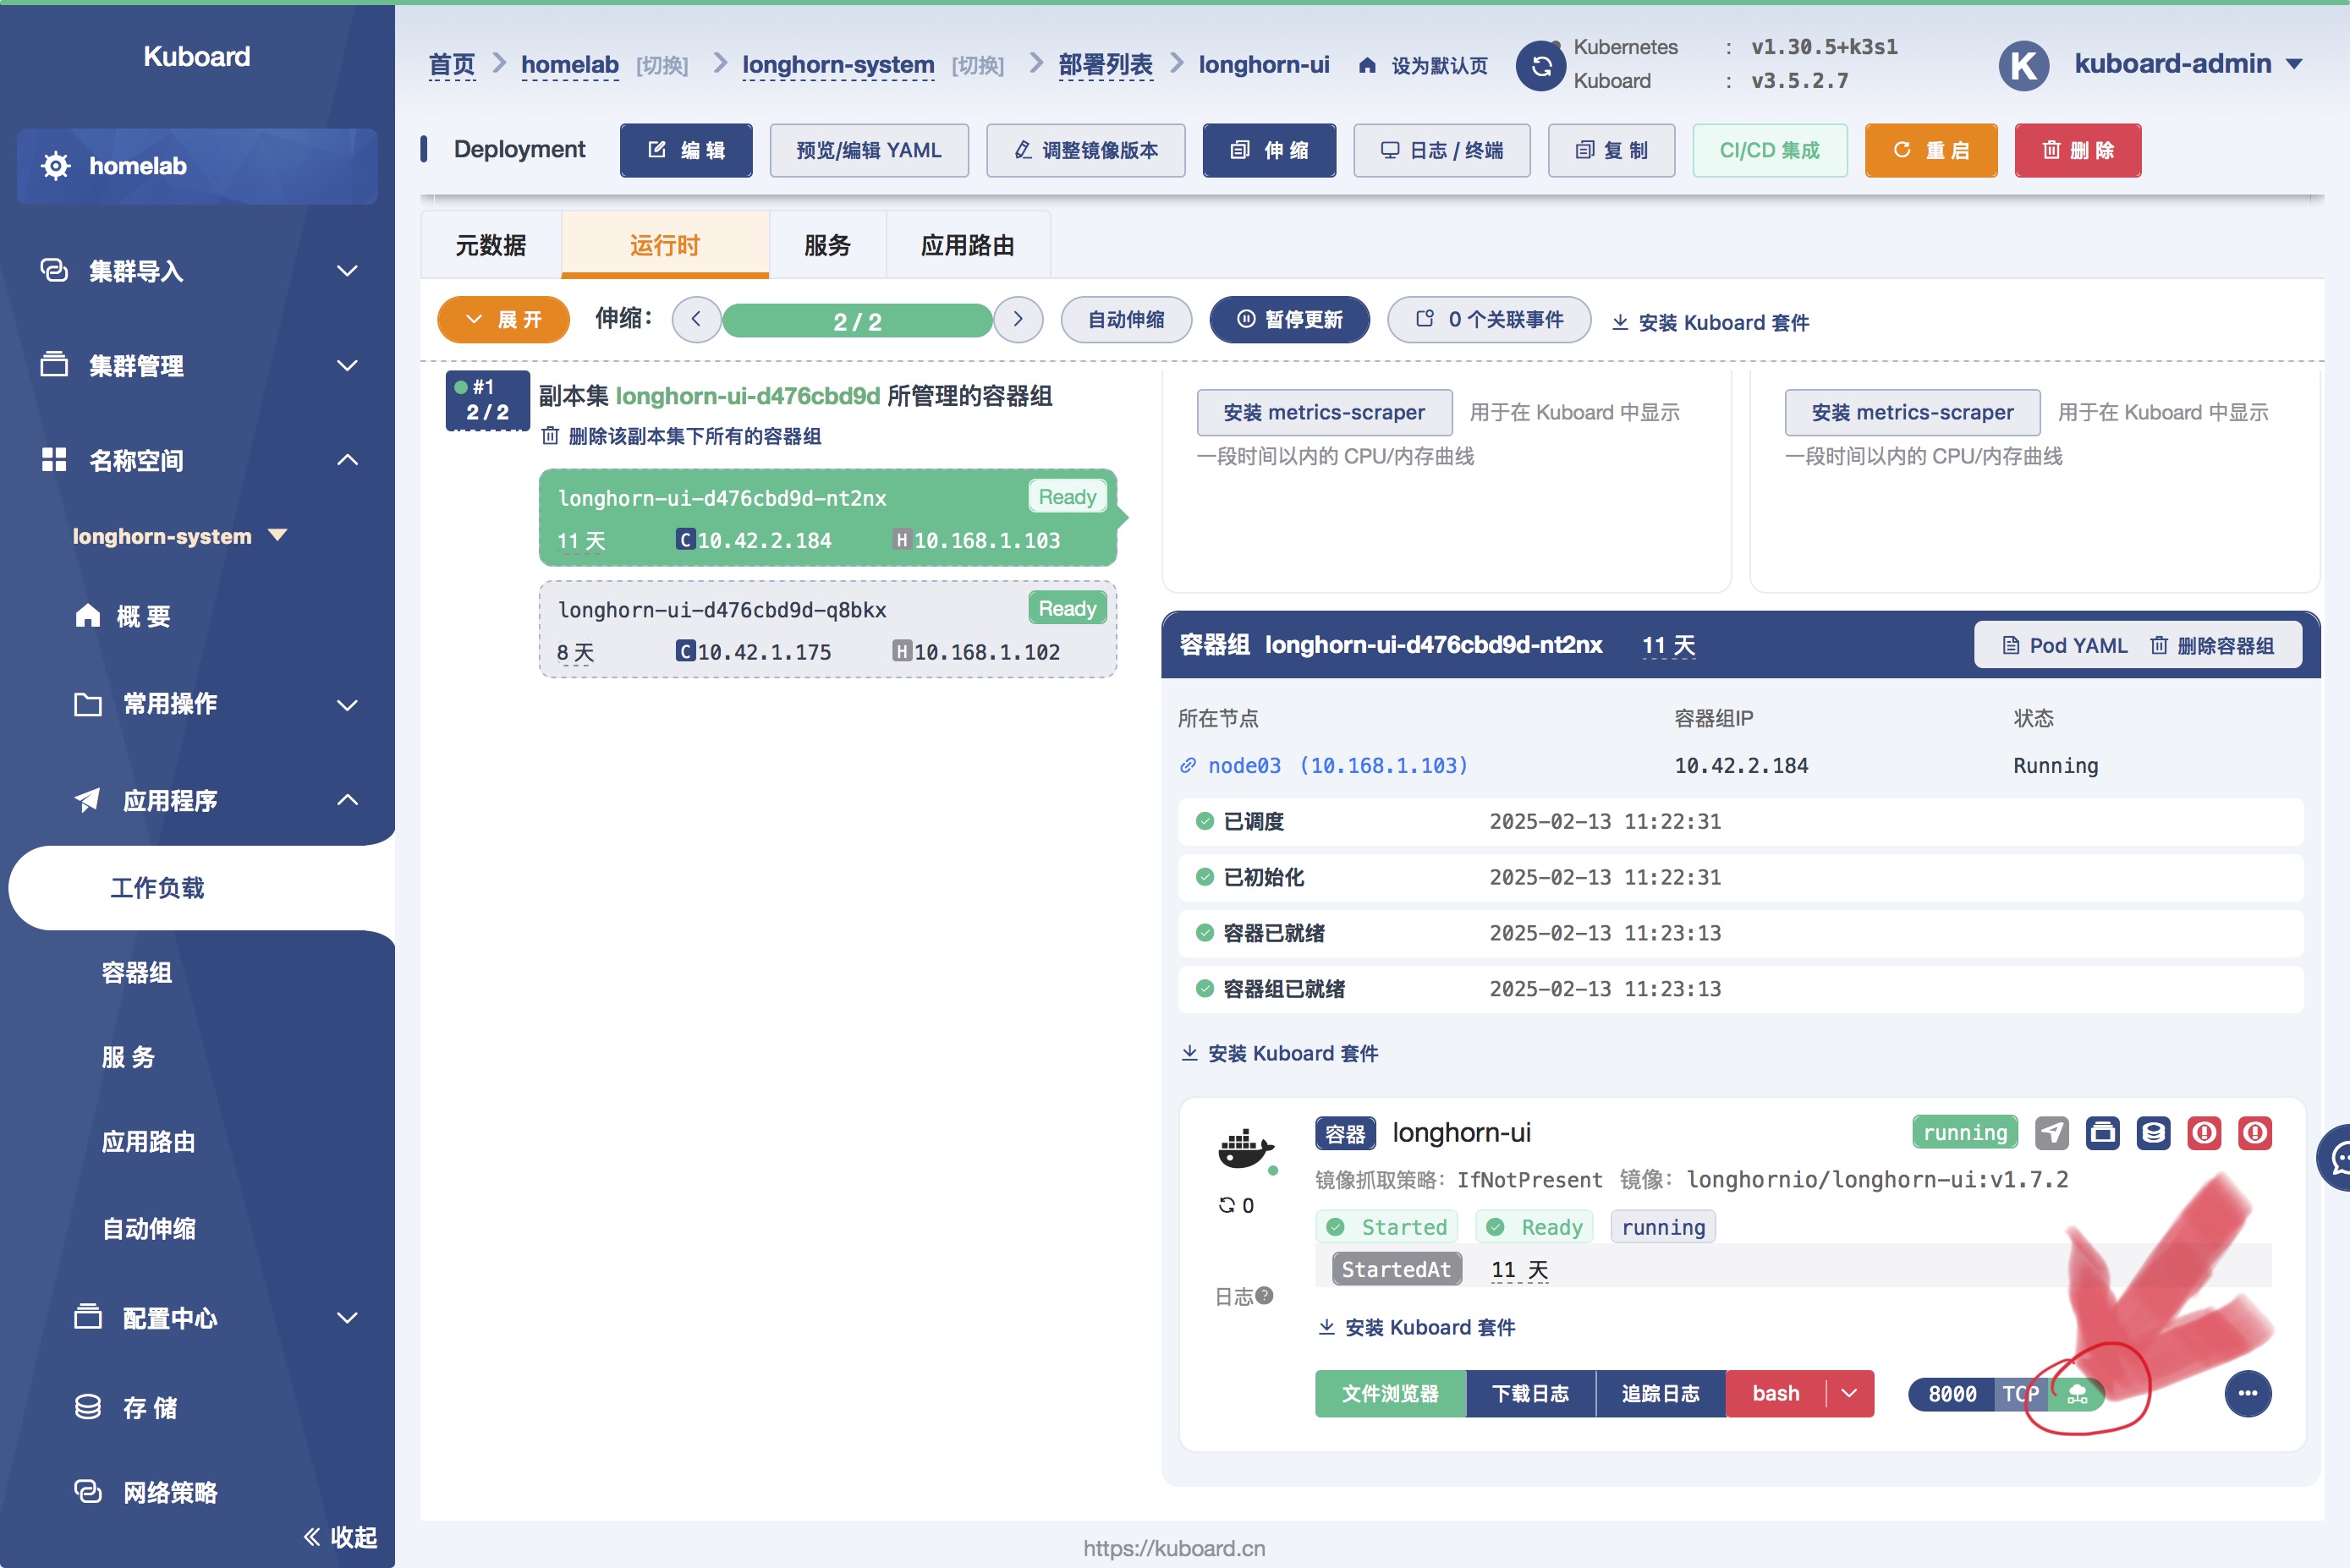 Kuboard
homelab
集群导入
集群管理
名称空间
longhorn-system
概 要
常用操作
应用程序
工作负载
容器组
服 务
应用路由
自动伸缩
配置中心
存 储
网络策略
收起
首页 homelab [切换] longhorn-system [切换] 部署列表 longhorn-ui 设为默认页
Kubernetes : v1.30.5+k3s1
Kuboard : v3.5.2.7
K kuboard-admin
Deployment 编 辑 预览/编辑 YAML 调整镜像版本 伸 缩 日志 / 终端 复 制 CI/CD 集成 重 启 删 除
元数据 运行时 服务 应用路由
展 开 伸缩： 2 / 2 自动伸缩 暂停更新 0 个关联事件 安装 Kuboard 套件
#1
2 / 2
副本集 longhorn-ui-d476cbd9d 所管理的容器组
删除该副本集下所有的容器组
longhorn-ui-d476cbd9d-nt2nx Ready
11 天 C 10.42.2.184 H 10.168.1.103
longhorn-ui-d476cbd9d-q8bkx Ready
8 天 C 10.42.1.175 H 10.168.1.102
安装 metrics-scraper 用于在 Kuboard 中显示
一段时间以内的 CPU/内存曲线
安装 metrics-scraper 用于在 Kuboard 中显示
一段时间以内的 CPU/内存曲线
容器组 longhorn-ui-d476cbd9d-nt2nx 11 天 Pod YAML 删除容器组
所在节点 容器组IP 状态
node03 (10.168.1.103) 10.42.2.184 Running
已调度 2025-02-13 11:22:31
已初始化 2025-02-13 11:22:31
容器已就绪 2025-02-13 11:23:13
容器组已就绪 2025-02-13 11:23:13
安装 Kuboard 套件
容器 longhorn-ui running
镜像抓取策略：IfNotPresent 镜像：longhornio/longhorn-ui:v1.7.2
0
Started Ready running
StartedAt 11 天
日志
安装 Kuboard 套件
文件浏览器 下载日志 追踪日志 bash 8000 TCP
https://kuboard.cn